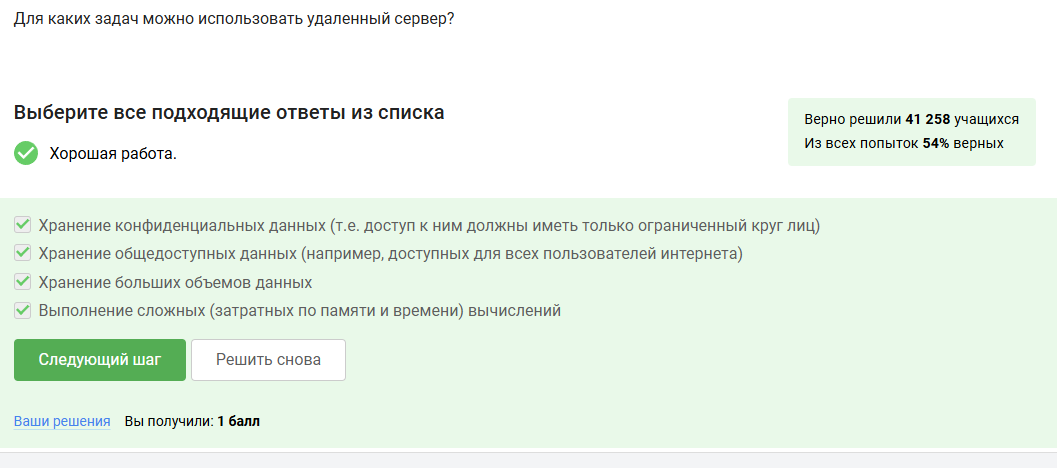 Для каких задач можно использовать удаленный сервер?
Выберите все подходящие ответы из списка
Верно решили 41 258 учащихся
Из всех попыток 54% верных
Хорошая работа.
Хранение конфиденциальных данных (т.е. доступ к ним должны иметь только ограниченный круг лиц)
Хранение общедоступных данных (например, доступных для всех пользователей интернета)
Хранение больших объемов данных
Выполнение сложных (затратных по памяти и времени) вычислений
Следующий шаг
Решить снова
Ваши решения Вы получили: 1 балл